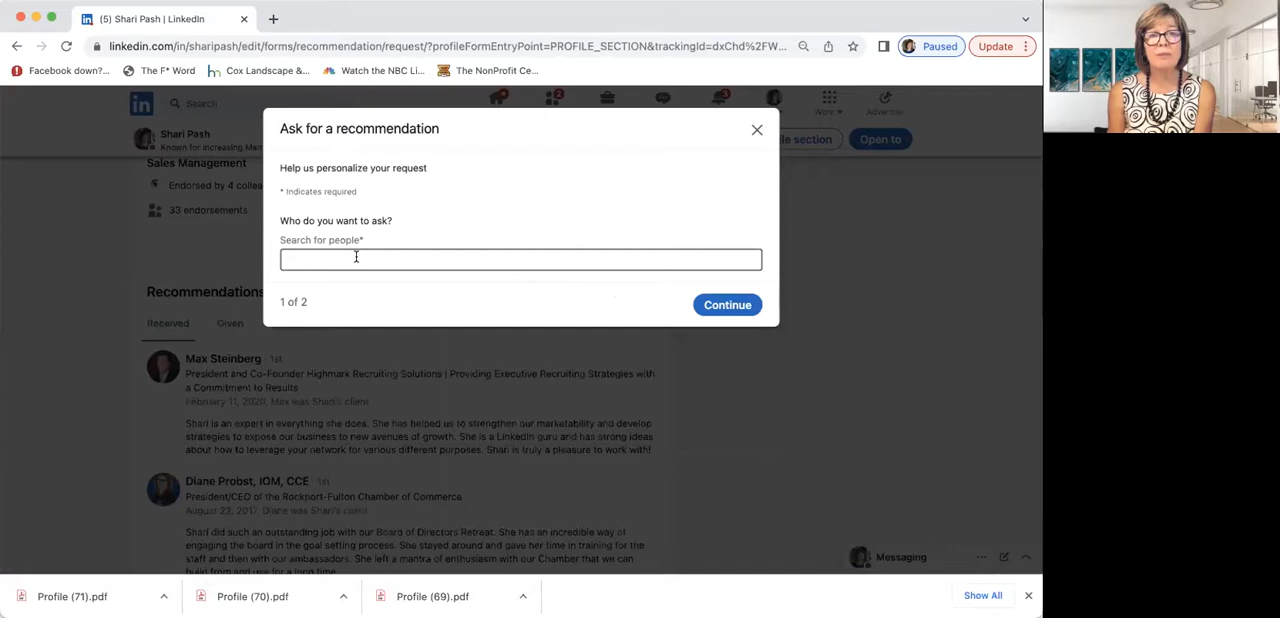 (5) Shari Pash | LinkedIn
linkedin.com/in/sharipash/edit/forms/recommendation/request/?profileFormEntryPoint=PROFILE_SECTION&trackingId=dxChd%2FW...
Paused
Update
Facebook down?...
The F* Word
Cox Landscape &...
Watch the NBC Li...
The NonProfit Ce...
in
Search
Shari Pash
le section
Open to
Sales Management
Endorsed by 4 collea
33 endorsements
Ask for a recommendation
Help us personalize your request
* Indicates required
Who do you want to ask?
Search for people*
1 of 2
Continue
Recommendations
Received
Given
Max Steinberg 1st
President and Co-Founder Highmark Recruiting Solutions | Providing Executive Recruiting Strategies with
a Commitment to Results
February 11, 2020, Max was Shari's client
Shari is an expert in everything she does. She has helped us to strengthen our marketability and develop
strategies to expose our business to new avenues of growth. She is a LinkedIn guru and has strong ideas
about how to leverage your network for various different purposes. Shari is truly a pleasure to work with!
Diane Probst, IOM, CCE 1st
President/CEO of the Rockport-Fulton Chamber of Commerce
August 22, 2017, Diane was Shari's client
Shari did such an outstanding job with our Board of Directors Retreat. She has an incredible way of
engaging the board in the goal setting process. She stayed around and gave her time in training for the
staff and then with our ambassadors. She left a mantra of enthusiasm with our Chamber that we can
build from and use for a long time.
Messaging
Profile (71).pdf
Profile (70).pdf
Profile (69).pdf
Show All